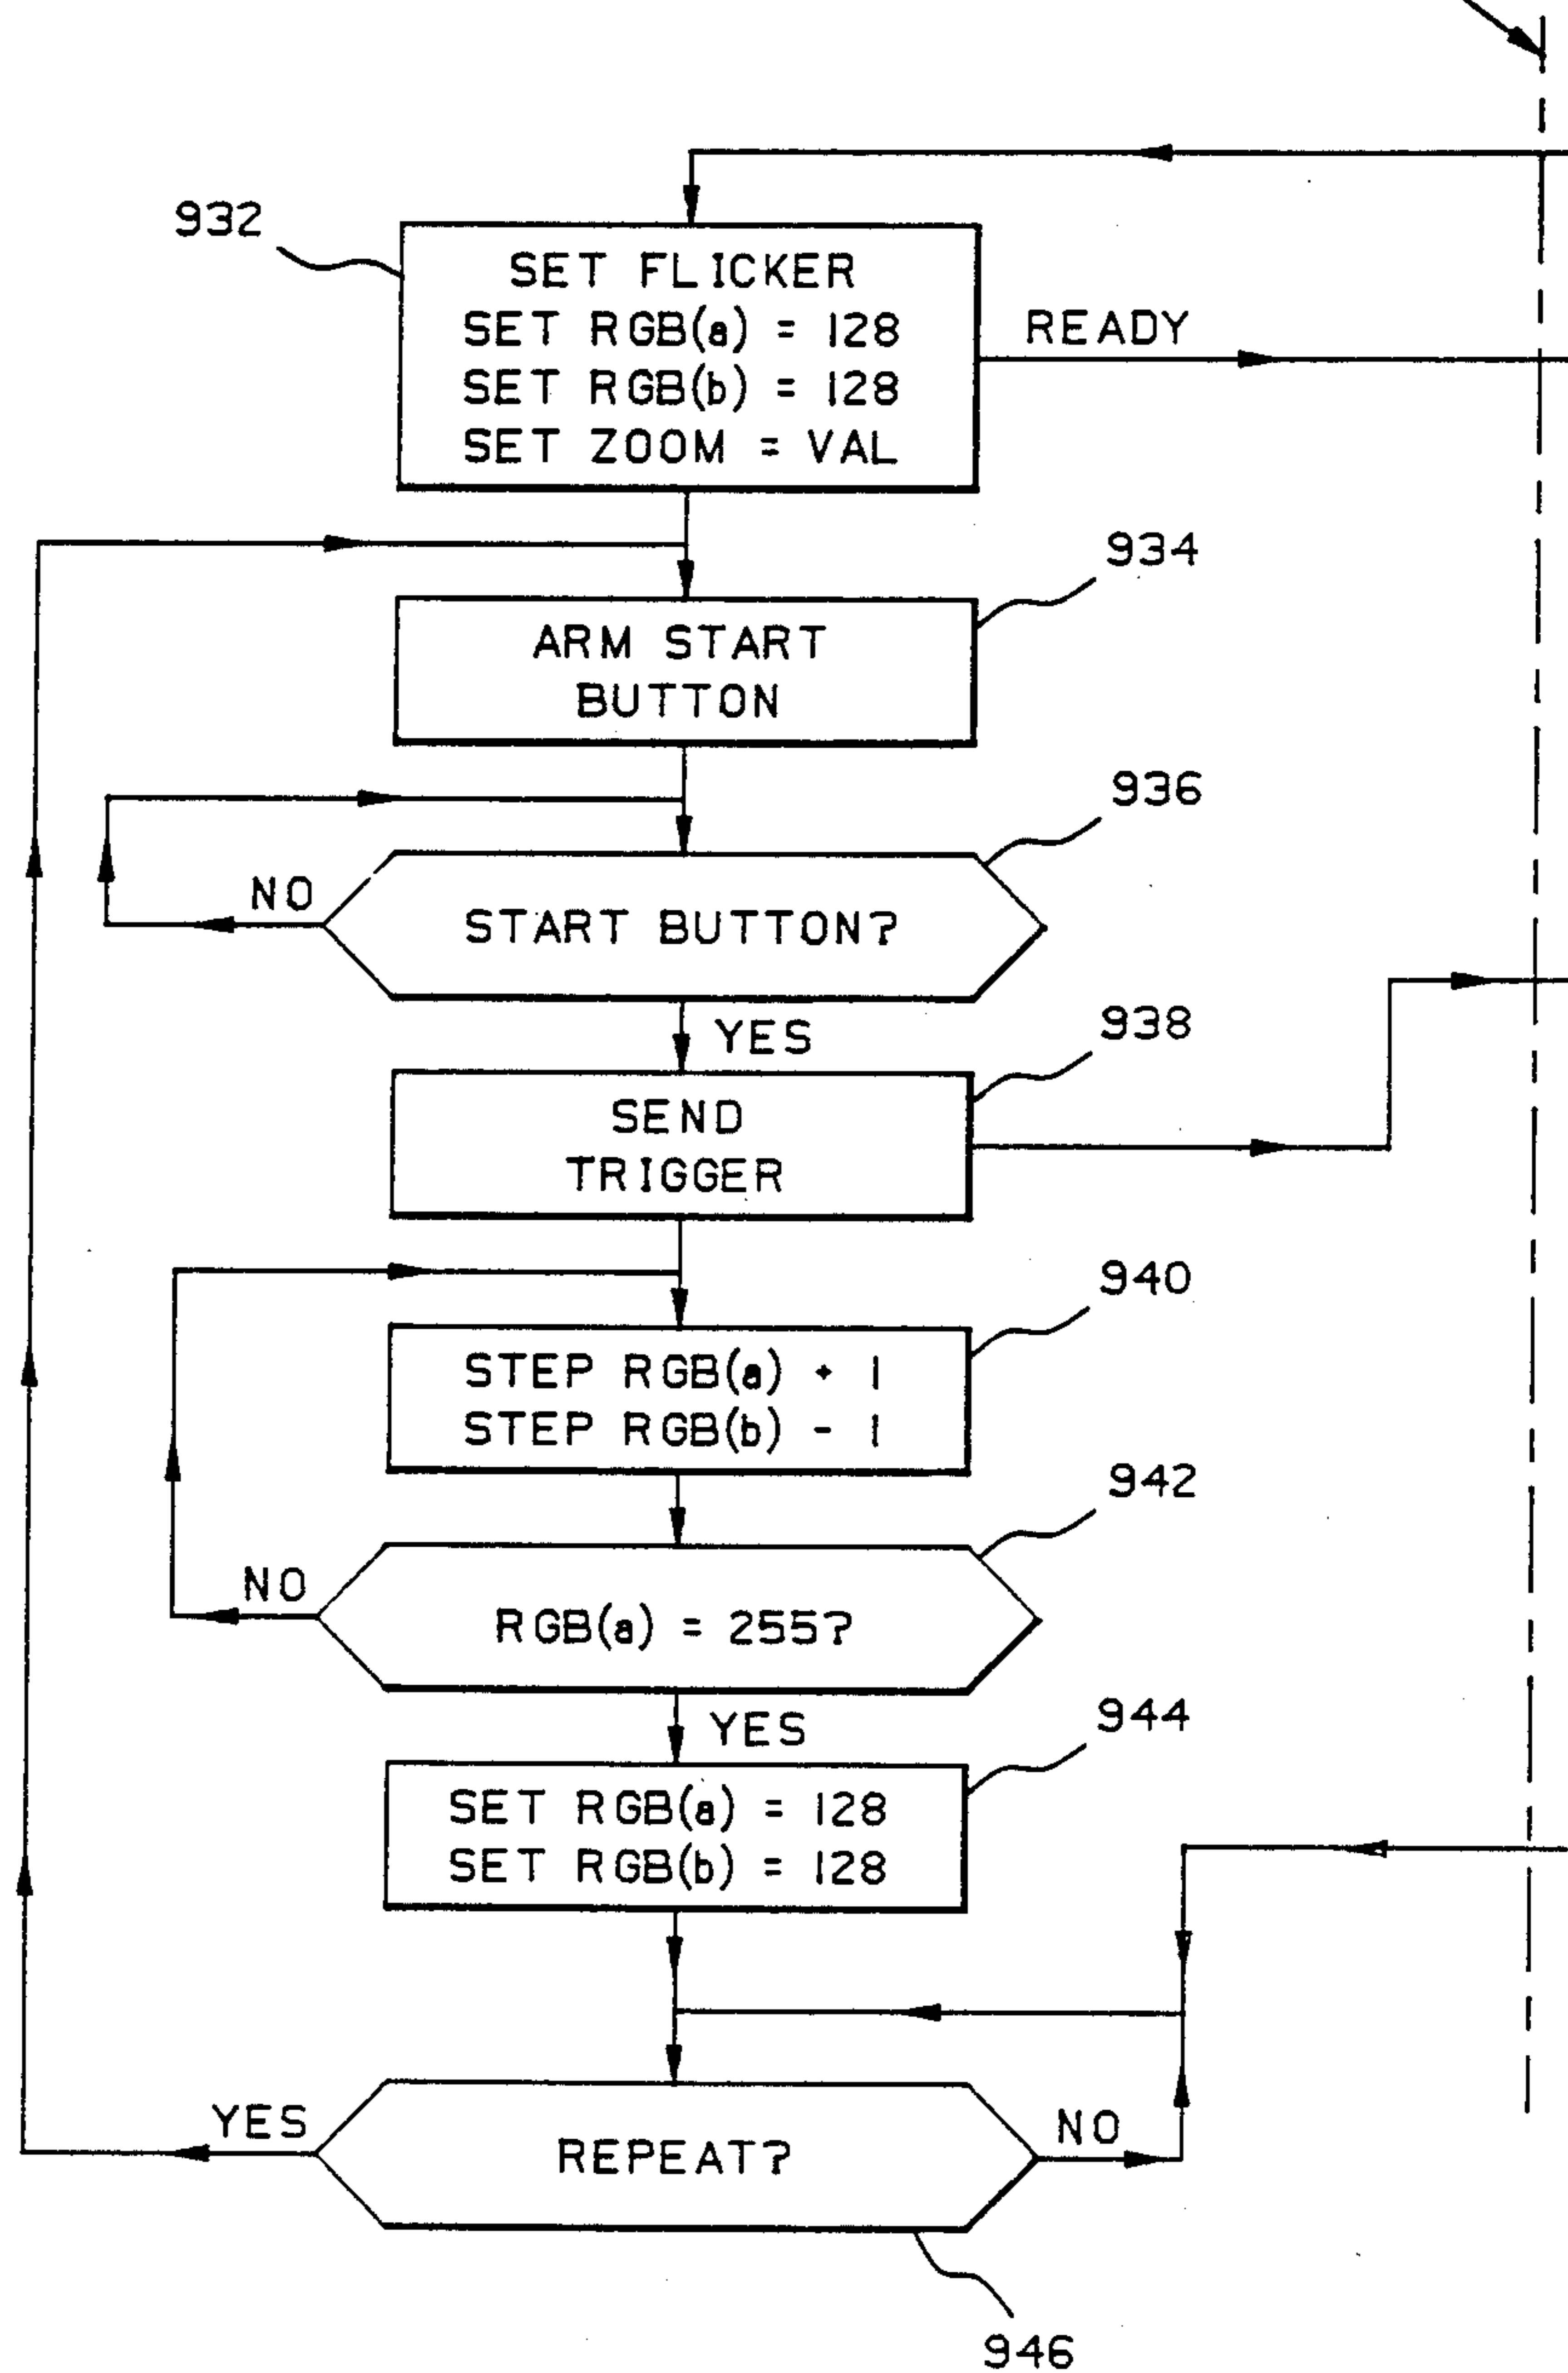 932
SET FLICKER
SET RGB(a) = 128
SET RGB(b) = 128
SET ZOOM = VAL
READY
934
ARM START
BUTTON
936
NO
START BUTTON?
YES
938
SEND
TRIGGER
940
STEP RGB(a) + 1
STEP RGB(b) - 1
942
NO
RGB(a) = 255?
YES
944
SET RGB(a) = 128
SET RGB(b) = 128
YES
REPEAT?
NO
946